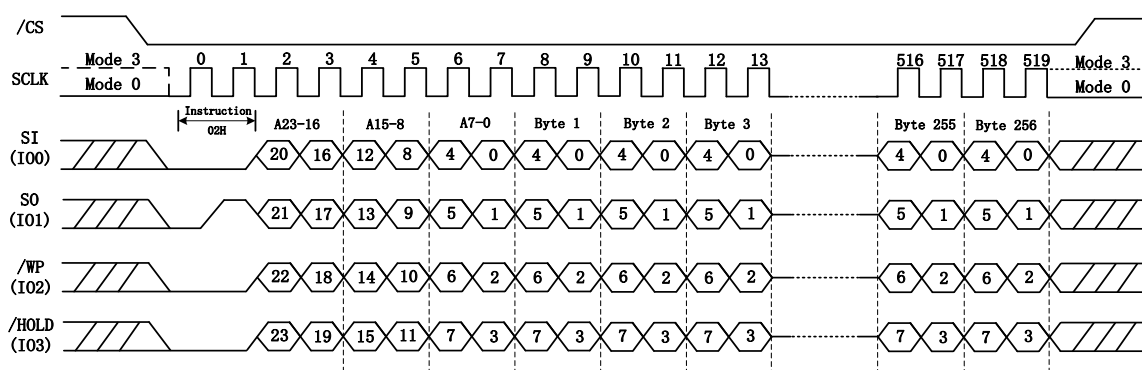 /CS
Mode 3 0 1 2 3 4 5 6 7 8 9 10 11 12 13 516 517 518 519 Mode 3
SCLK
Mode 0 Mode 0
Instruction
02H
A23-16 A15-8 A7-0 Byte 1 Byte 2 Byte 3 Byte 255 Byte 256
SI
(IO0)
20 16 12 8 4 0 4 0 4 0 4 0 4 0 4 0
SO
(IO1)
21 17 13 9 5 1 5 1 5 1 5 1 5 1 5 1
/WP
(IO2)
22 18 14 10 6 2 6 2 6 2 6 2 6 2 6 2
/HOLD
(IO3)
23 19 15 11 7 3 7 3 7 3 7 3 7 3 7 3